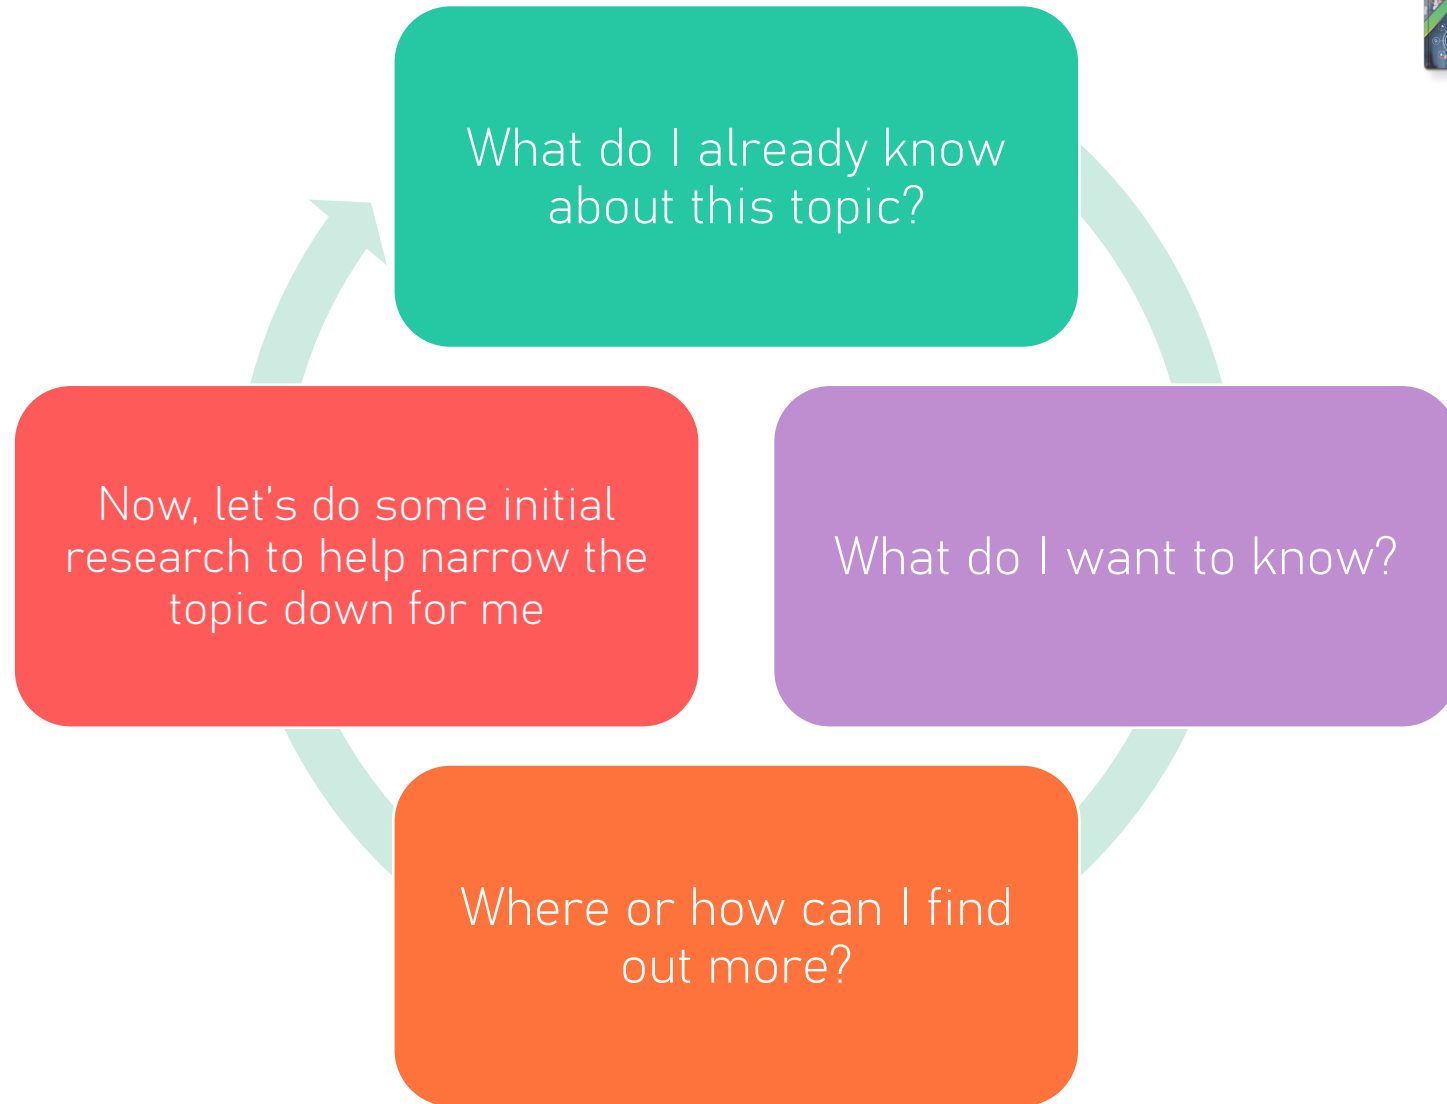 What do I already know
about this topic?
What do I want to know?
Where or how can I find
out more?
Now, let's do some initial
research to help narrow the
topic down for me